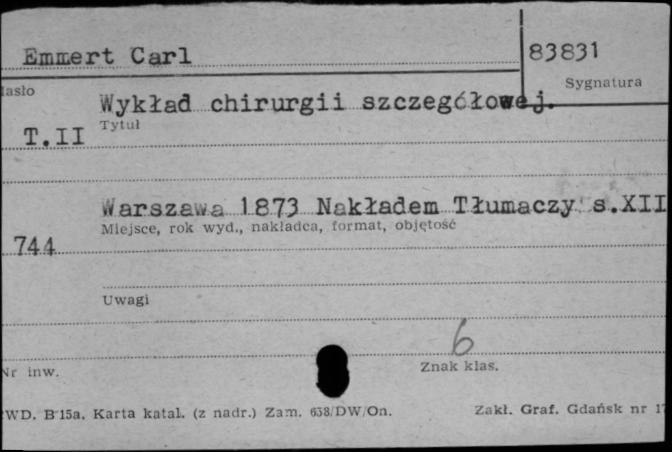 Emmert Carl
83831
Hasło
Sygnatura
Wykład chirurgii szczegółowej.
Tytuł
T.II
Warszawa 1873 Nakładem Tłumaczy s.XII
Miejsce, rok wyd., nakładca, format, objętość
744
Uwagi
6
Nr inw.
Znak klas.
WD. B 15a. Karta katal. (z nadr.) Zam. 638/DW/On.
Zakł. Graf. Gdańsk nr 17